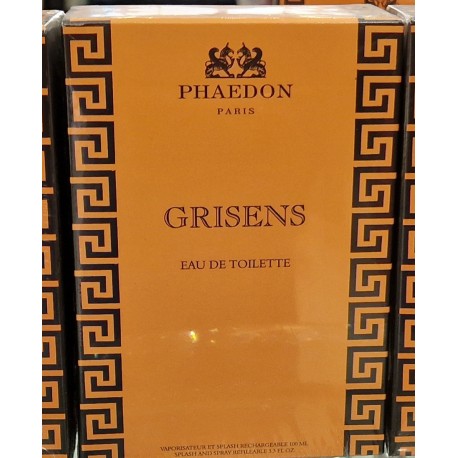 PHAEDON
PARIS
GRISENS
EAU DE TOILETTE
VAPORISATEUR ET SPLASH RECHARGEABLE 100 ML
SPLASH AND SPRAY REFILLABLE 3.3 FL.OZ.